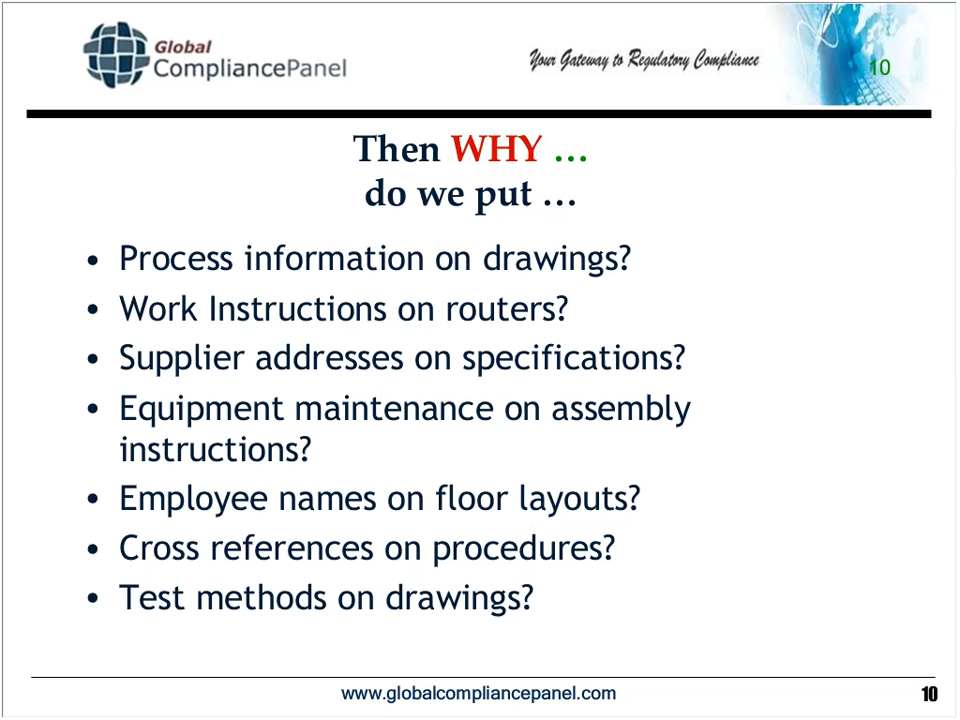 Global
CompliancePanel
Your Gateway to Regulatory Compliance
10
Then WHY …
do we put …
• Process information on drawings?
• Work Instructions on routers?
• Supplier addresses on specifications?
• Equipment maintenance on assembly
instructions?
• Employee names on floor layouts?
• Cross references on procedures?
• Test methods on drawings?
www.globalcompliancepanel.com
10